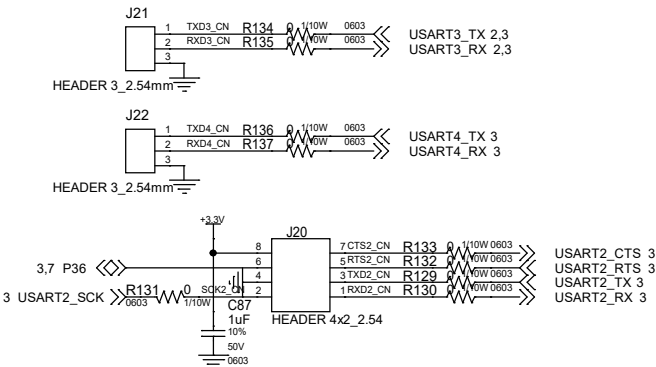 J21
1 TXD3_CN R134 0 1/10W 0603 USART3_TX 2,3
2 RXD3_CN R135 0 1/10W USART3_RX 2,3
3
HEADER 3_2.54mm
J22
1 TXD4_CN R136 0 1/10W 0603 USART4_TX 3
2 RXD4_CN R137 0 1/10W USART4_RX 3
3
HEADER 3_2.54mm
+3.3V
J20
8 7 CTS2_CN R133 0 1/10W 0603 USART2_CTS 3
3,7 P36 6 5 RTS2_CN R132 0 1/10W 0603 USART2_RTS 3
4 3 TXD2_CN R129 0 1/10W 0603 USART2_TX 3
3 USART2_SCK R131 0 SCK2_CN 2 1 RXD2_CN R130 0 1/10W 0603 USART2_RX 3
0603 1/10W
C87
1uF
HEADER 4x2_2.54
10%
50V
0603